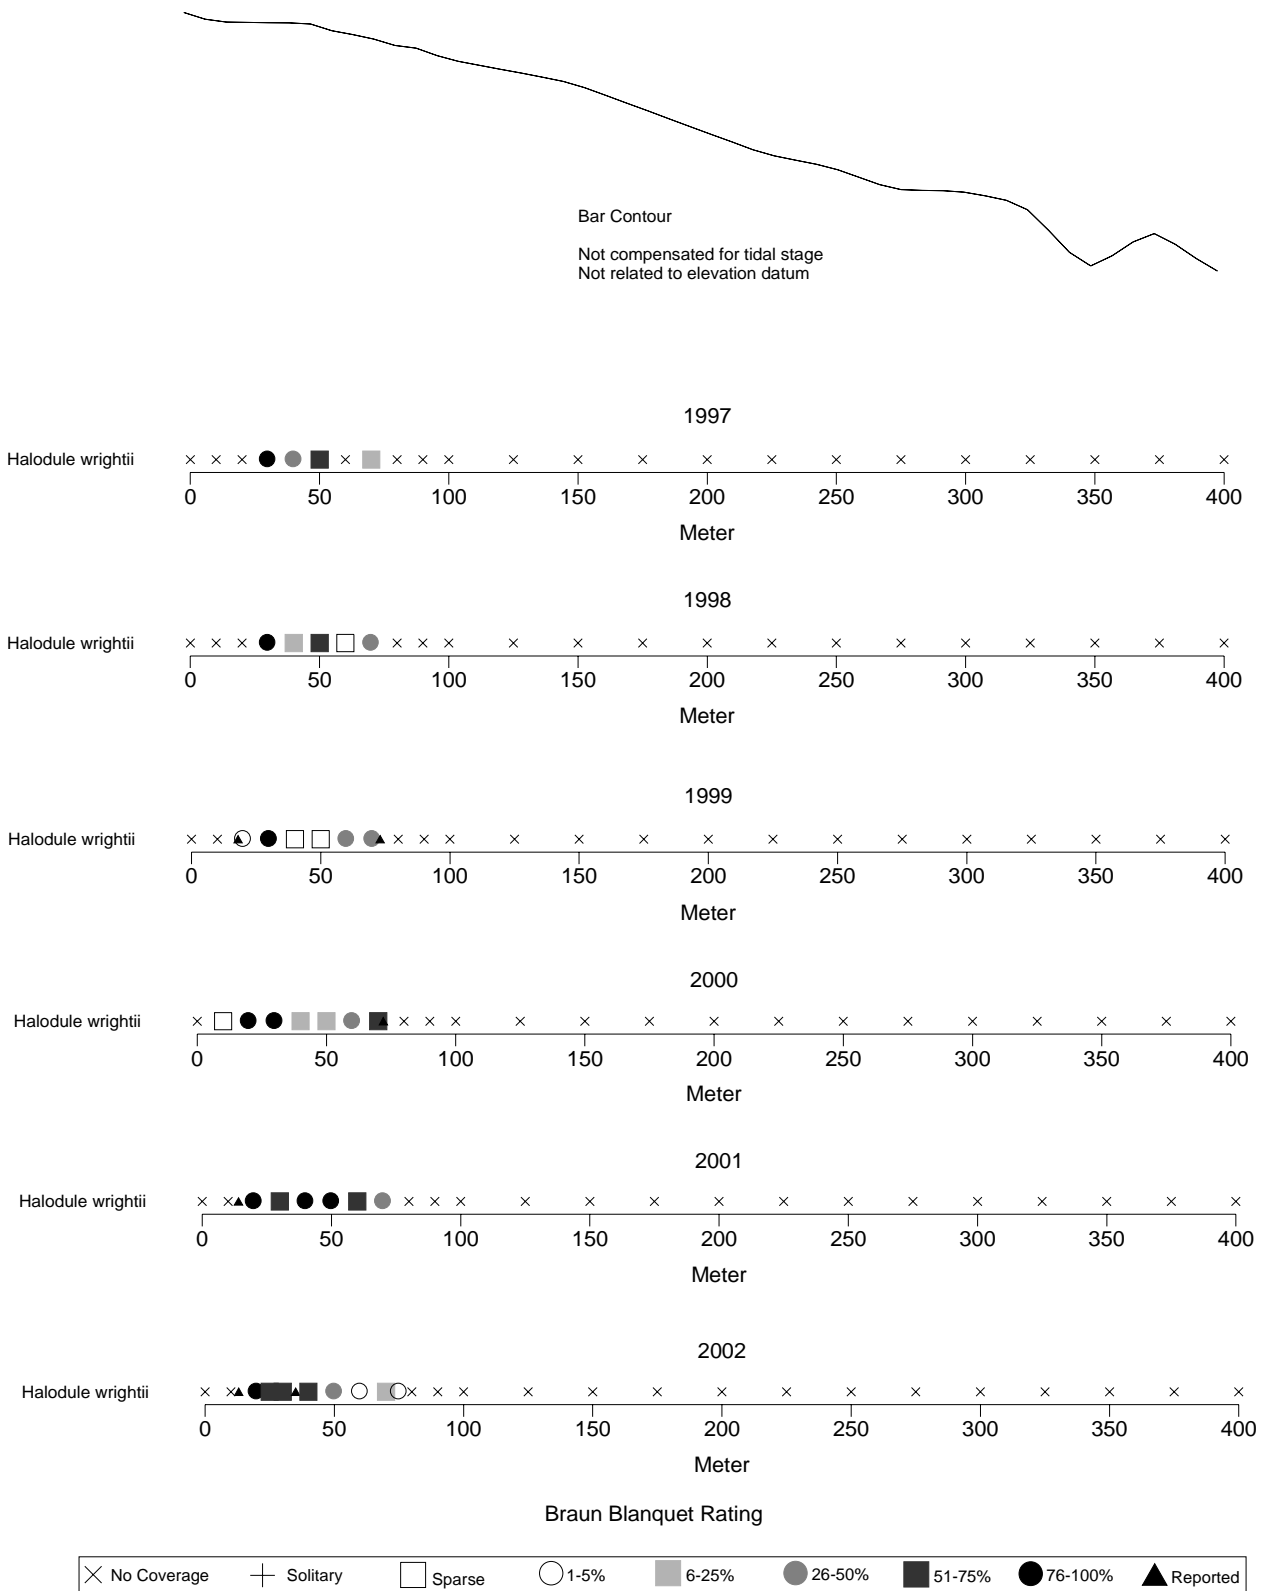 Bar Contour
Not compensated for tidal stage
Not related to elevation datum
1997
Halodule wrightii
0 50 100 150 200 250 300 350 400
Meter
1998
Halodule wrightii
0 50 100 150 200 250 300 350 400
Meter
1999
Halodule wrightii
0 50 100 150 200 250 300 350 400
Meter
2000
Halodule wrightii
0 50 100 150 200 250 300 350 400
Meter
2001
Halodule wrightii
0 50 100 150 200 250 300 350 400
Meter
2002
Halodule wrightii
0 50 100 150 200 250 300 350 400
Meter
Braun Blanquet Rating
No Coverage Solitary Sparse 1-5% 6-25% 26-50% 51-75% 76-100% Reported